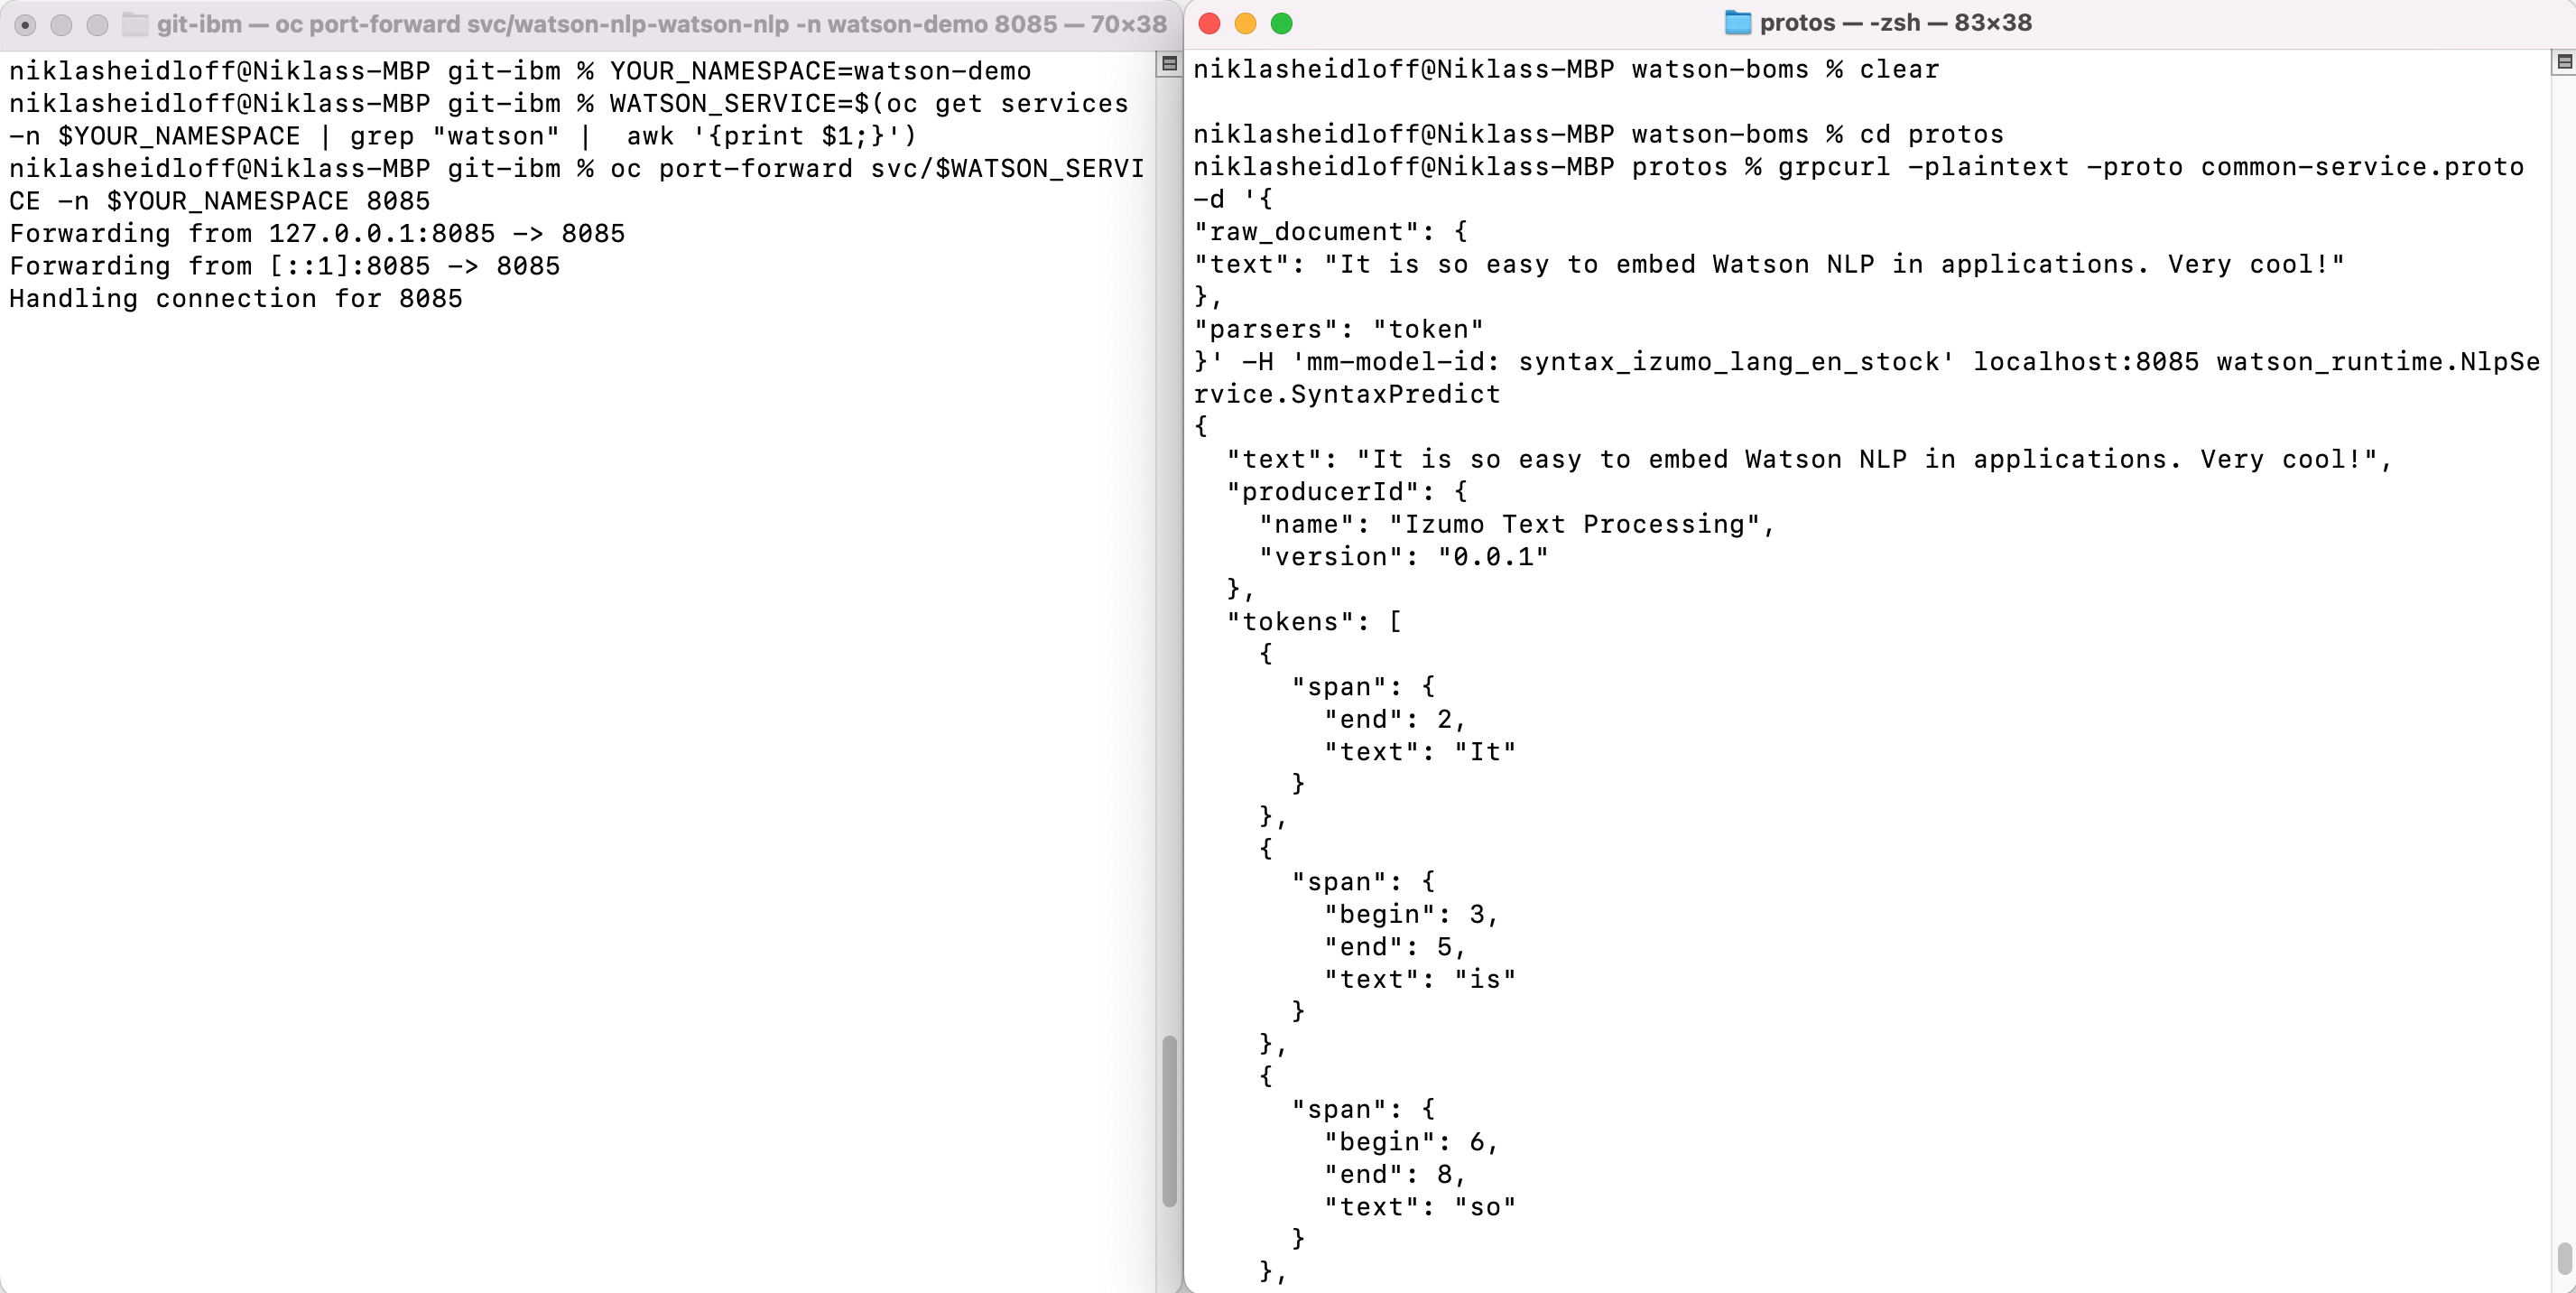 git-ibm — oc port-forward svc/watson-nlp-watson-nlp -n watson-demo 8085 — 70×38
niklasheidloff@Niklass-MBP git-ibm % YOUR_NAMESPACE=watson-demo
niklasheidloff@Niklass-MBP git-ibm % WATSON_SERVICE=$(oc get services
-n $YOUR_NAMESPACE | grep "watson" |  awk '{print $1;}')
niklasheidloff@Niklass-MBP git-ibm % oc port-forward svc/$WATSON_SERVI
CE -n $YOUR_NAMESPACE 8085
Forwarding from 127.0.0.1:8085 -> 8085
Forwarding from [::1]:8085 -> 8085
Handling connection for 8085
protos — -zsh — 83×38
niklasheidloff@Niklass-MBP watson-boms % clear
niklasheidloff@Niklass-MBP watson-boms % cd protos
niklasheidloff@Niklass-MBP protos % grpcurl -plaintext -proto common-service.proto
-d '{
"raw_document": {
"text": "It is so easy to embed Watson NLP in applications. Very cool!"
},
"parsers": "token"
}' -H 'mm-model-id: syntax_izumo_lang_en_stock' localhost:8085 watson_runtime.NlpSe
rvice.SyntaxPredict
{
  "text": "It is so easy to embed Watson NLP in applications. Very cool!",
  "producerId": {
    "name": "Izumo Text Processing",
    "version": "0.0.1"
  },
  "tokens": [
    {
      "span": {
        "end": 2,
        "text": "It"
      }
    },
    {
      "span": {
        "begin": 3,
        "end": 5,
        "text": "is"
      }
    },
    {
      "span": {
        "begin": 6,
        "end": 8,
        "text": "so"
      }
    },